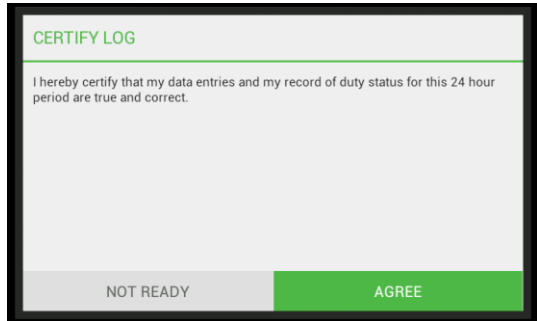 CERTIFY LOG
I hereby certify that my data entries and my record of duty status for this 24 hour
period are true and correct.
NOT READY
AGREE